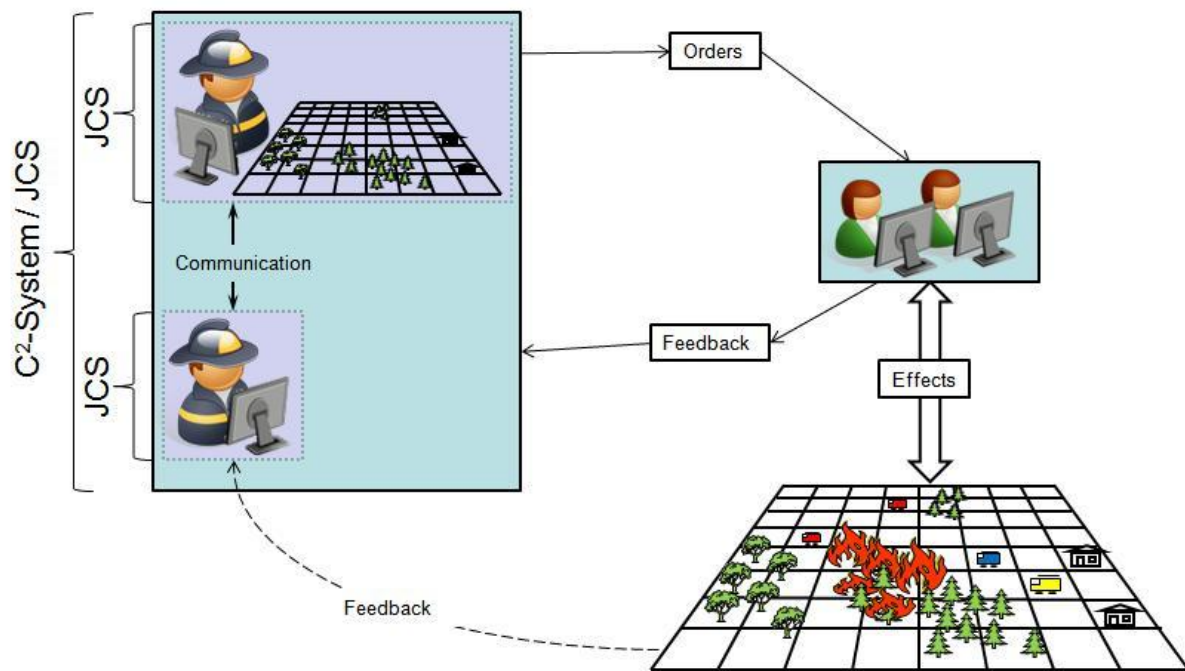 C²-System / JCS
JCS
Orders
Communication
Feedback
JCS
Effects
Feedback